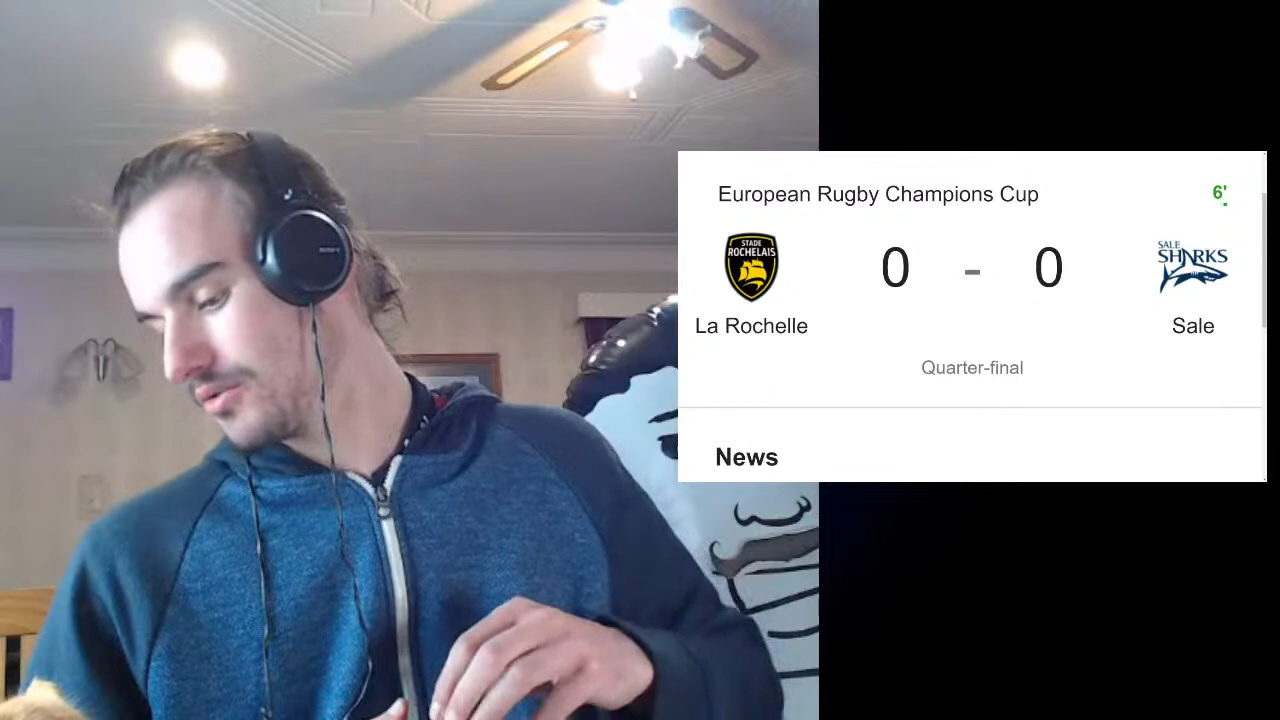 European Rugby Champions Cup 6'
STADE
ROCHELAIS
SALE
SHARKS
0 - 0
La Rochelle Sale
Quarter-final
News